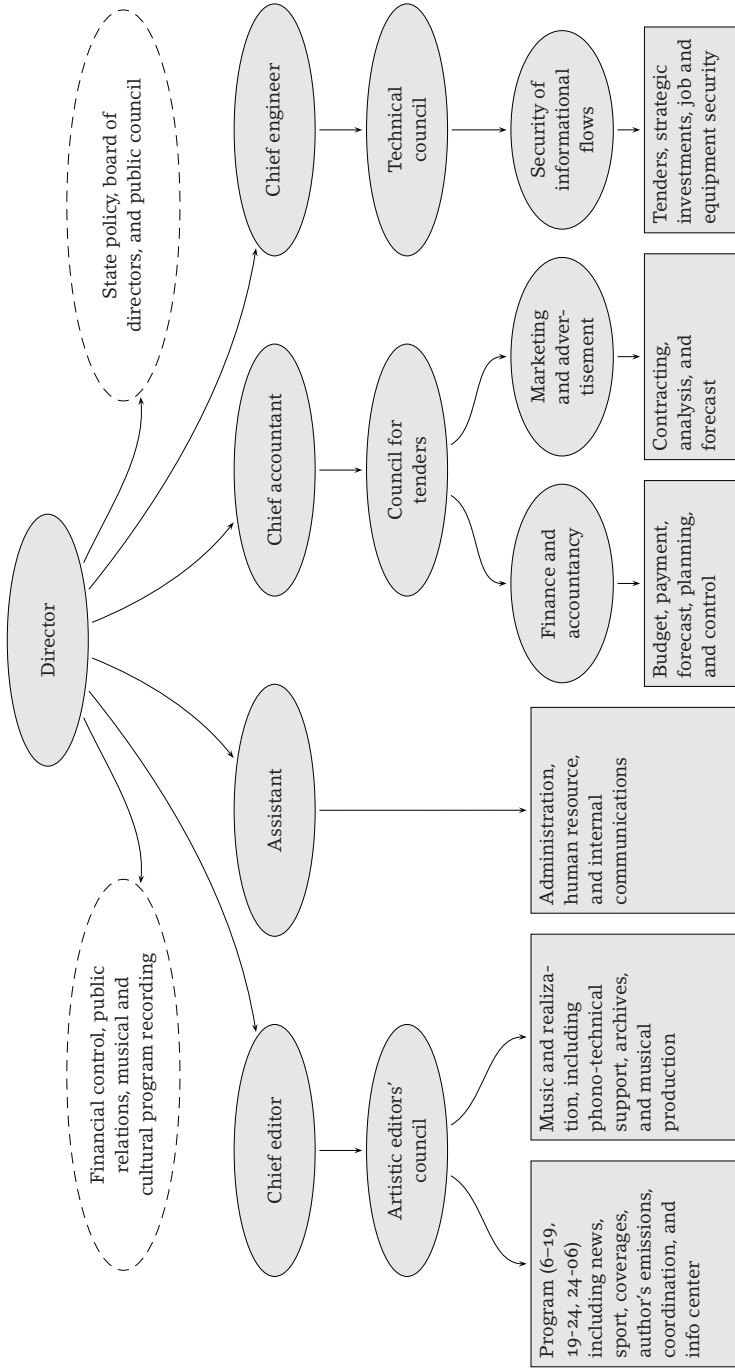 Director
Financial control, public
relations, musical and
cultural program recording
State policy, board of
directors, and public council
Chief editor
Assistant
Chief accountant
Chief engineer
Artistic editors'
council
Council for
tenders
Technical
council
Finance and
accountancy
Marketing
and adver-
tisement
Security of
informational
flows
Program (6–19,
19-24, 24-06)
including news,
sport, coverages,
author's emissions,
coordination, and
info center
Music and realiza-
tion, including
phono-technical
support, archives,
and musical
production
Administration,
human resource,
and internal
communications
Budget, payment,
forecast, planning,
and control
Contracting,
analysis, and
forecast
Tenders, strategic
investments, job and
equipment security